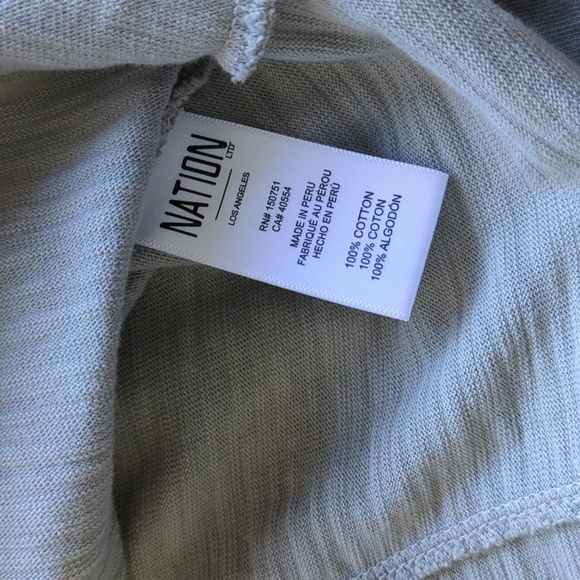 NATION
LTD
LOS ANGELES
RN# 150751
CA# 40554
MADE IN PERU
FABRIQUÉ AU PÉROU
HECHO EN PERÚ
100% COTTON
100% COTON
100% ALGODÓN